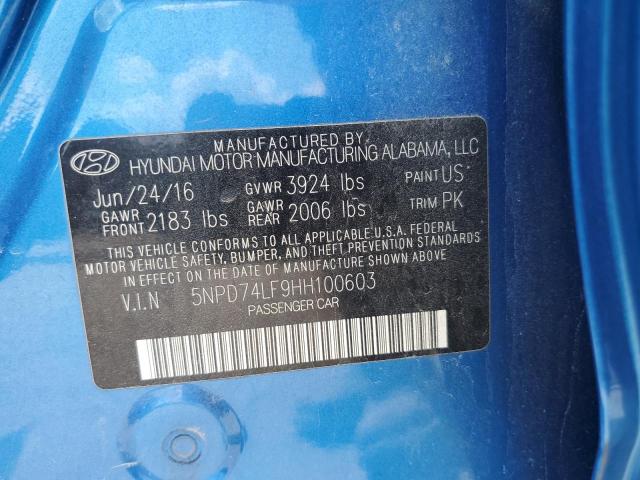 MANUFACTURED BY
HYUNDAI MOTOR MANUFACTURING ALABAMA, LLC
Jun/24/16 GVWR 3924 lbs PAINT US
GAWR FRONT 2183 lbs GAWR REAR 2006 lbs TRIM PK
THIS VEHICLE CONFORMS TO ALL APPLICABLE U.S.A. FEDERAL
MOTOR VEHICLE SAFETY, BUMPER, AND THEFT PREVENTION STANDARDS
IN EFFECT ON THE DATE OF MANUFACTURE SHOWN ABOVE
V.I.N 5NPD74LF9HH100603
PASSENGER CAR